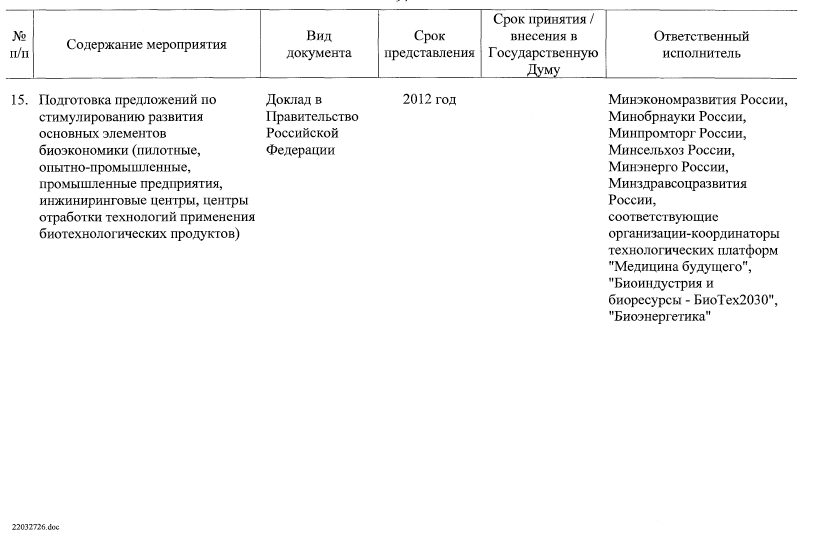 №
п/п
Содержание мероприятия
Вид
документа
Срок
представления
Срок принятия /
внесения в
Государственную
Думу
Ответственный
исполнитель
15.
Подготовка предложений по
стимулированию развития
основных элементов
биоэкономики (пилотные,
опытно-промышленные,
промышленные предприятия,
инжиниринговые центры, центры
отработки технологий применения
биотехнологических продуктов)
Доклад в
Правительство
Российской
Федерации
2012 год
Минэкономразвития России,
Минобрнауки России,
Минпромторг России,
Минсельхоз России,
Минэнерго России,
Минздравсоцразвития
России,
соответствующие
организации-координаторы
технологических платформ
"Медицина будущего",
"Биоиндустрия и
биоресурсы - БиоТех2030",
"Биоэнергетика"
22032726.doc